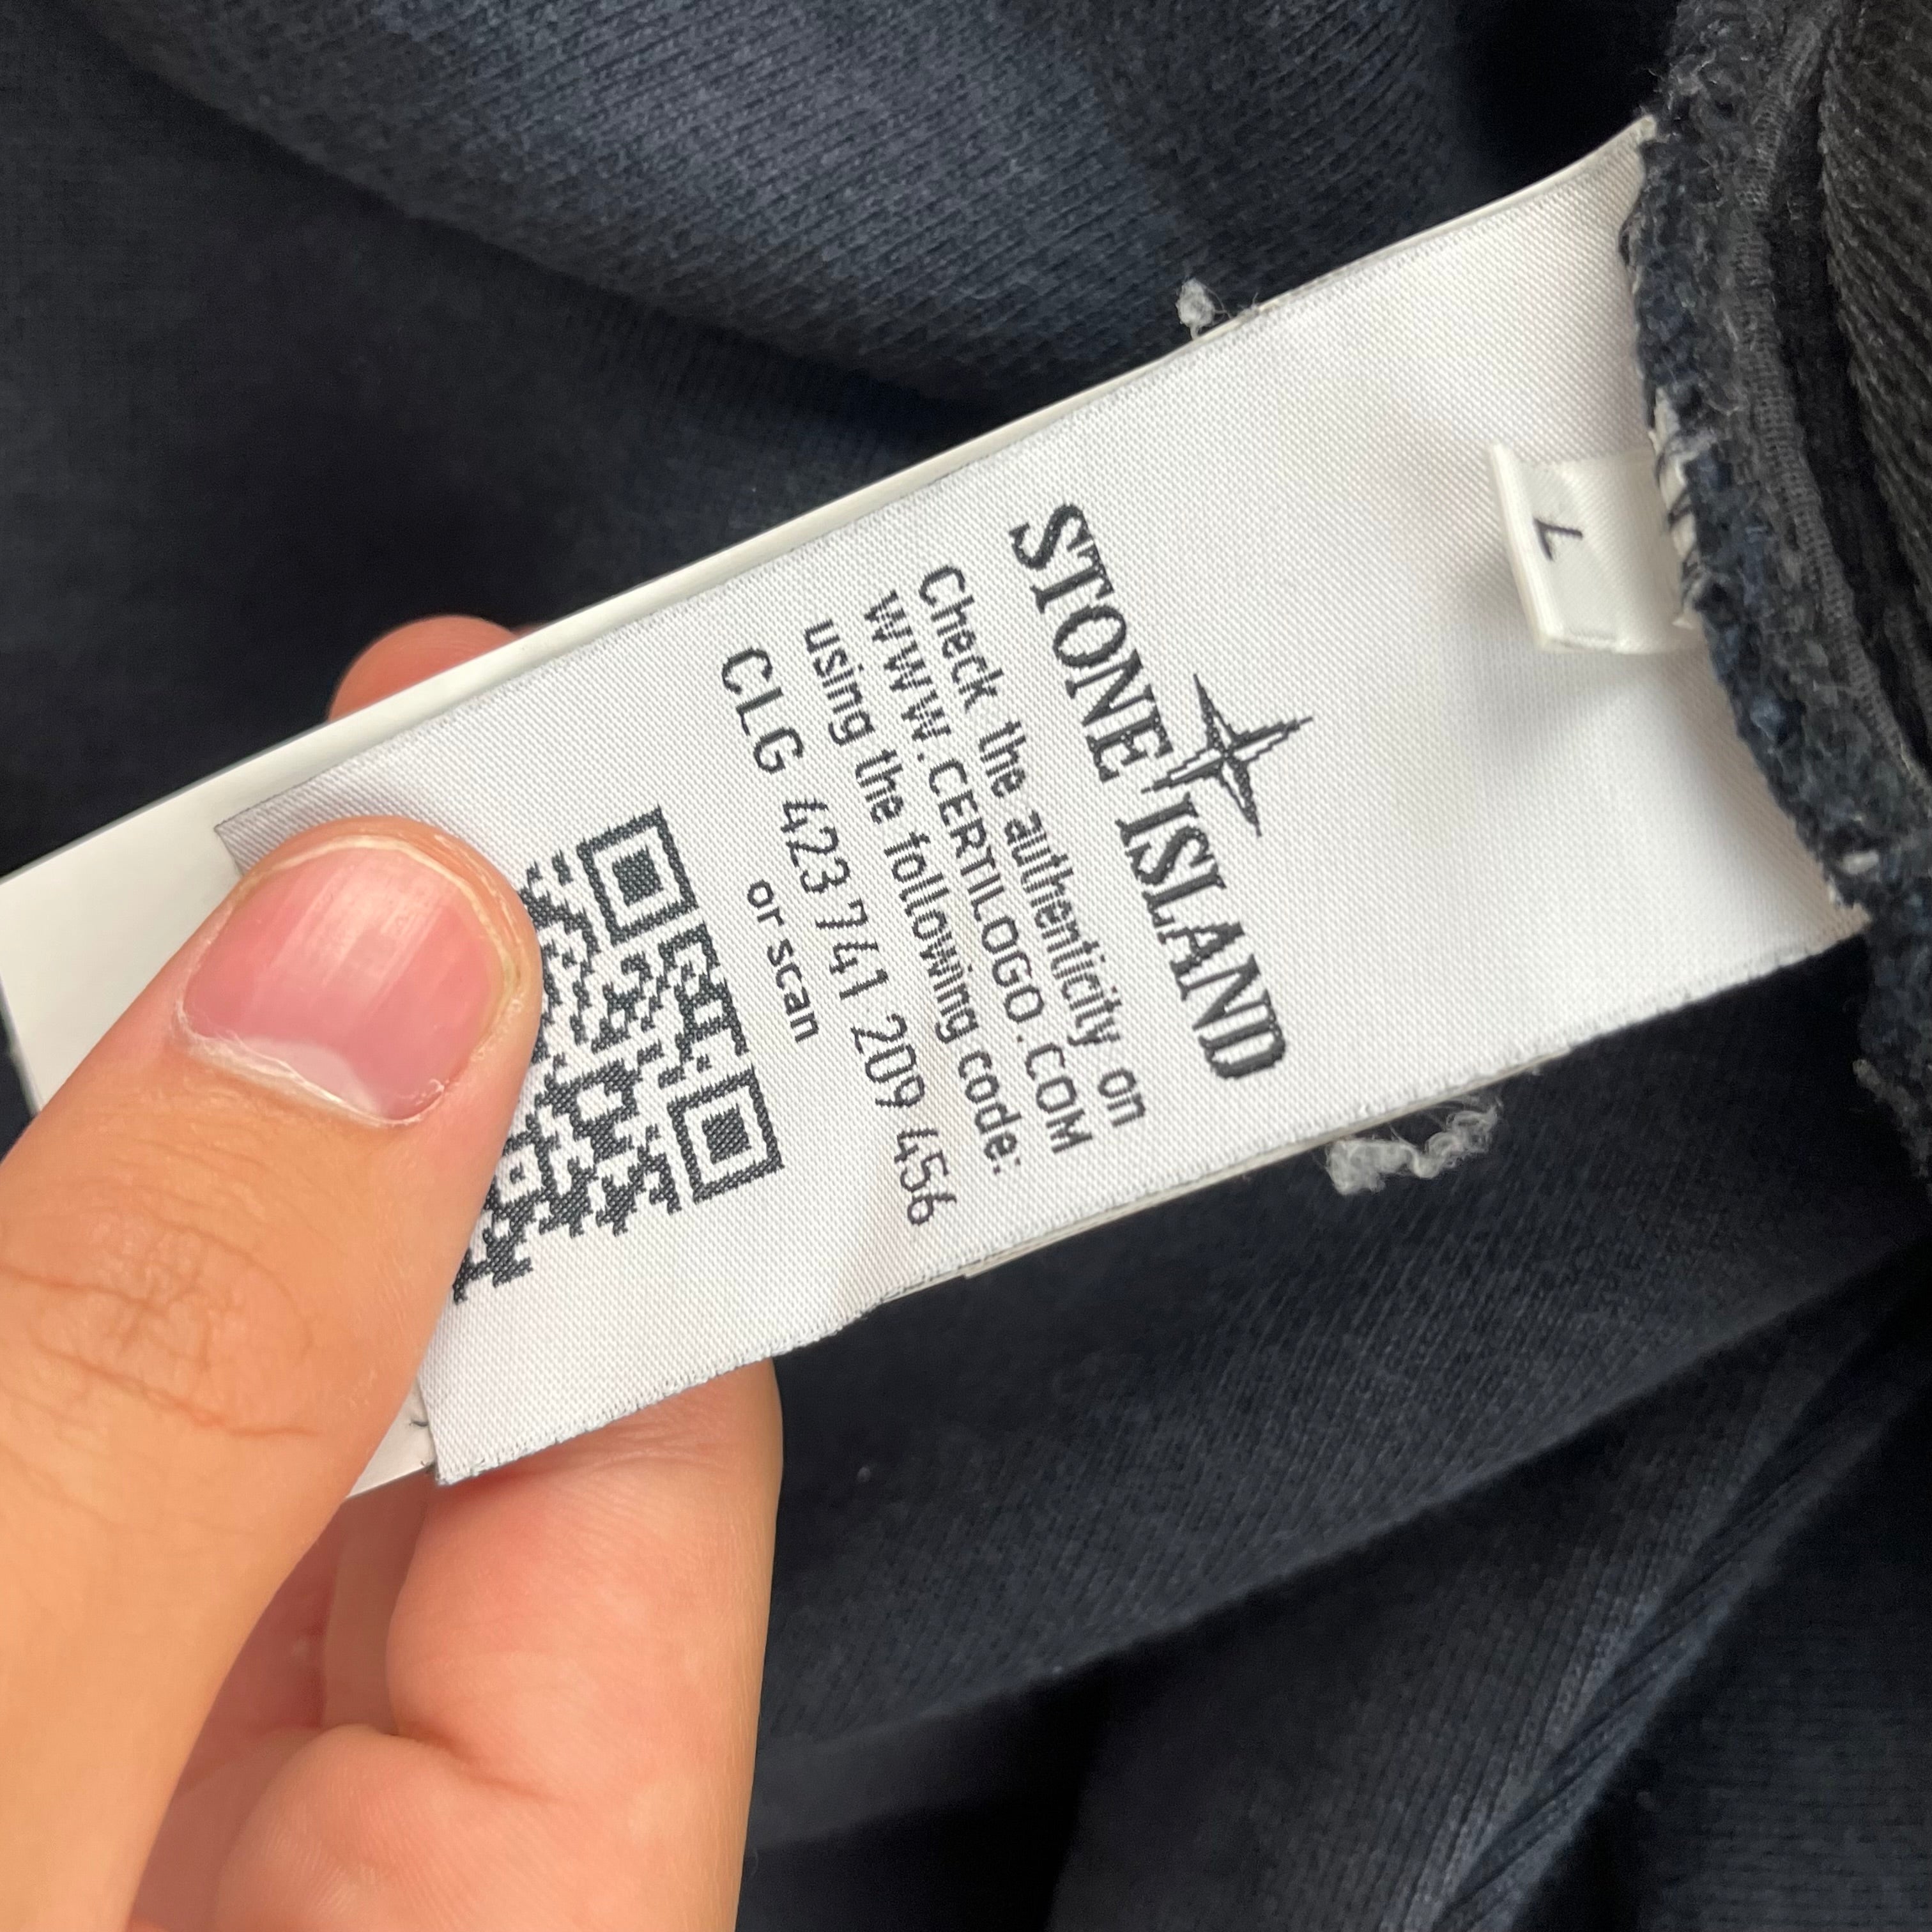 STONE ISLAND
Check the authenticity on
WWW.CERTILOGO.COM
using the following code:
CLG 423 741 209 456
or scan